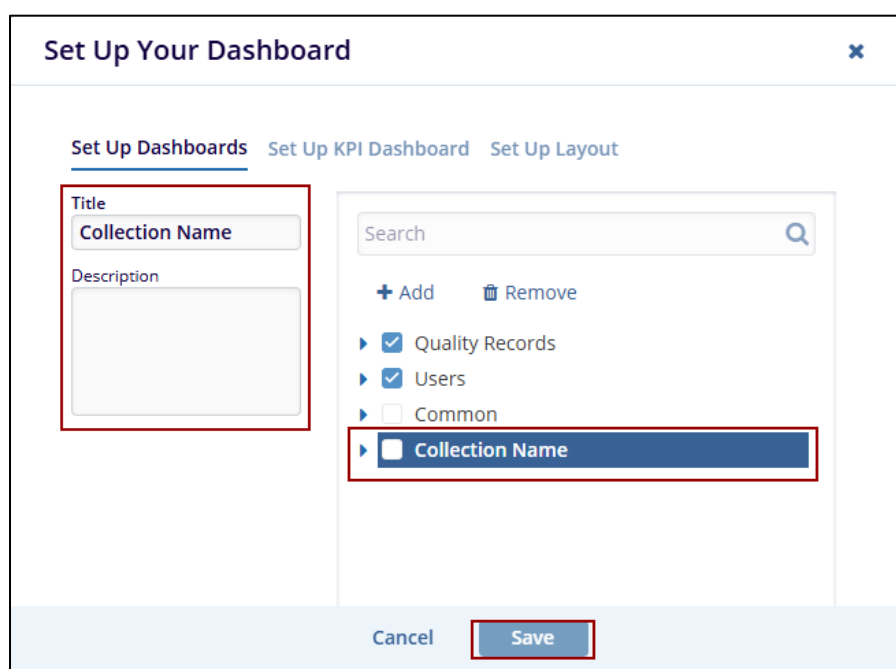 Set Up Your Dashboard
Set Up Dashboards Set Up KPI Dashboard Set Up Layout
Title
Collection Name
Description
Search
Add Remove
Quality Records
Users
Common
Collection Name
Cancel Save